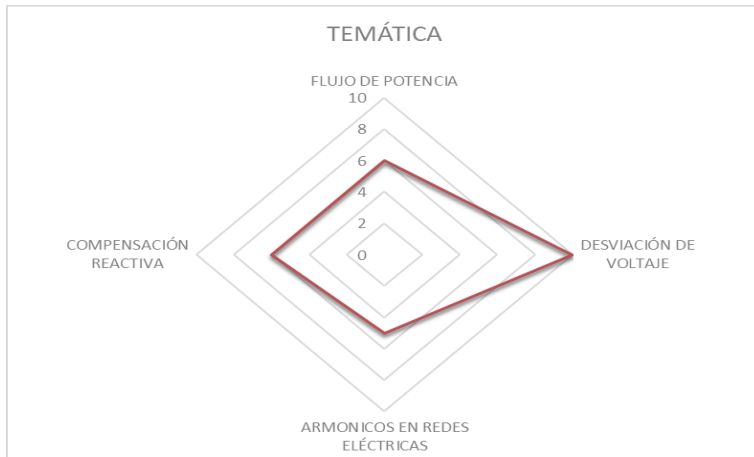 TEMÁTICA
FLUJO DE POTENCIA
10
8
6
4
2
0
COMPENSACIÓN
REACTIVA
DESVIACIÓN DE
VOLTAJE
ARMONICOS EN REDES
ELÉCTRICAS